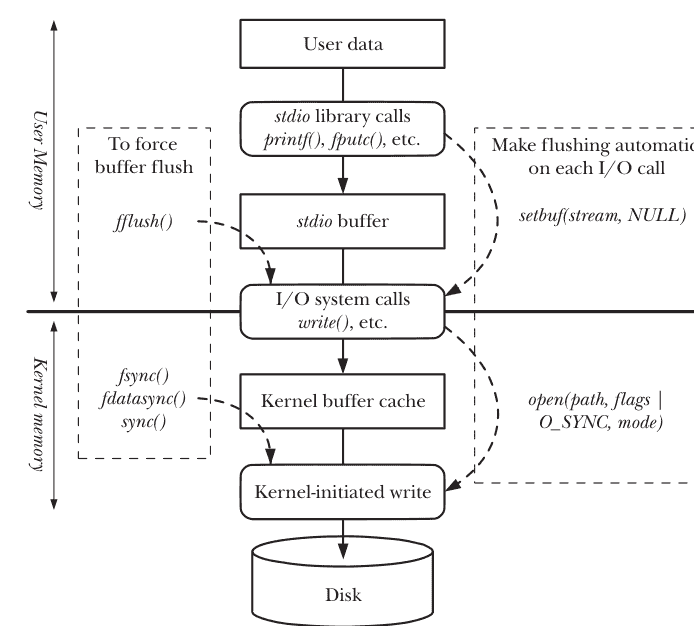 User data
stdio library calls
printf(), fputc(), etc.
User Memory
To force
buffer flush
Make flushing automatic
on each I/O call
fflush()
stdio buffer
setbuf(stream, NULL)
I/O system calls
write(), etc.
Kernel memory
fsync()
fdatasync()
sync()
Kernel buffer cache
open(path, flags |
O_SYNC, mode)
Kernel-initiated write
Disk